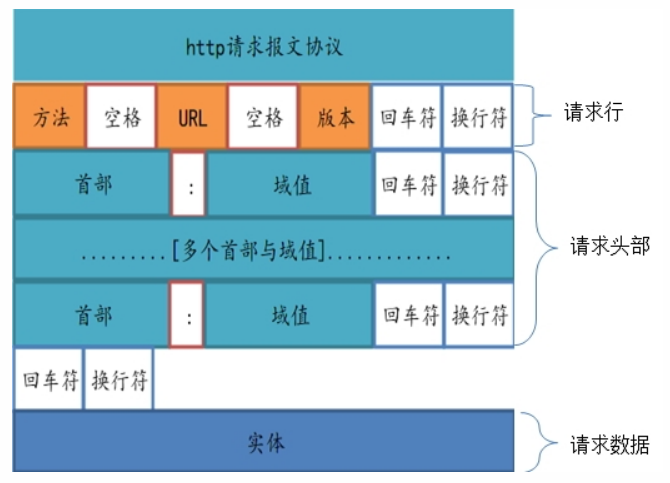 http请求报文协议
方法 空格 URL 空格 版本 回车符 换行符 请求行
首部 : 域值 回车符 换行符
.........[多个首部与域值]............. 请求头部
首部 : 域值 回车符 换行符
回车符 换行符
实体 请求数据